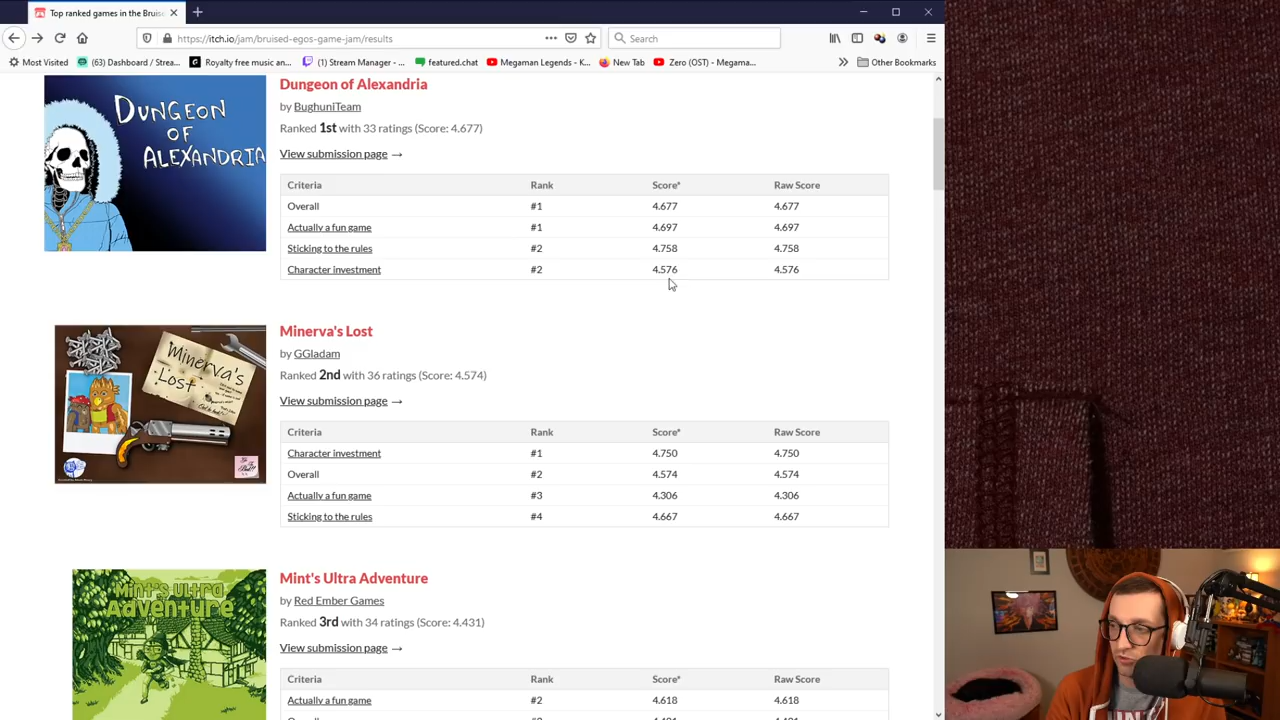 Top ranked games in the Bruise
https://itch.io/jam/bruised-egos-game-jam/results
Search
Most Visited
(63) Dashboard / Strea...
Royalty free music an...
(1) Stream Manager - ...
featured.chat
Megaman Legends - K...
New Tab
Zero (OST) - Megama...
Other Bookmarks
DUNGEON
OF
ALEXANDRIA
Dungeon of Alexandria
by BughuniTeam
Ranked 1st with 33 ratings (Score: 4.677)
View submission page →
Criteria Rank Score* Raw Score
Overall #1 4.677 4.677
Actually a fun game #1 4.697 4.697
Sticking to the rules #2 4.758 4.758
Character investment #2 4.576 4.576
Minerva's
Lost
Minerva's Lost
by GGladam
Ranked 2nd with 36 ratings (Score: 4.574)
View submission page →
Criteria Rank Score* Raw Score
Character investment #1 4.750 4.750
Overall #2 4.574 4.574
Actually a fun game #3 4.306 4.306
Sticking to the rules #4 4.667 4.667
Mint's Ultra
Adventure
Mint's Ultra Adventure
by Red Ember Games
Ranked 3rd with 34 ratings (Score: 4.431)
View submission page →
Criteria Rank Score* Raw Score
Actually a fun game #2 4.618 4.618